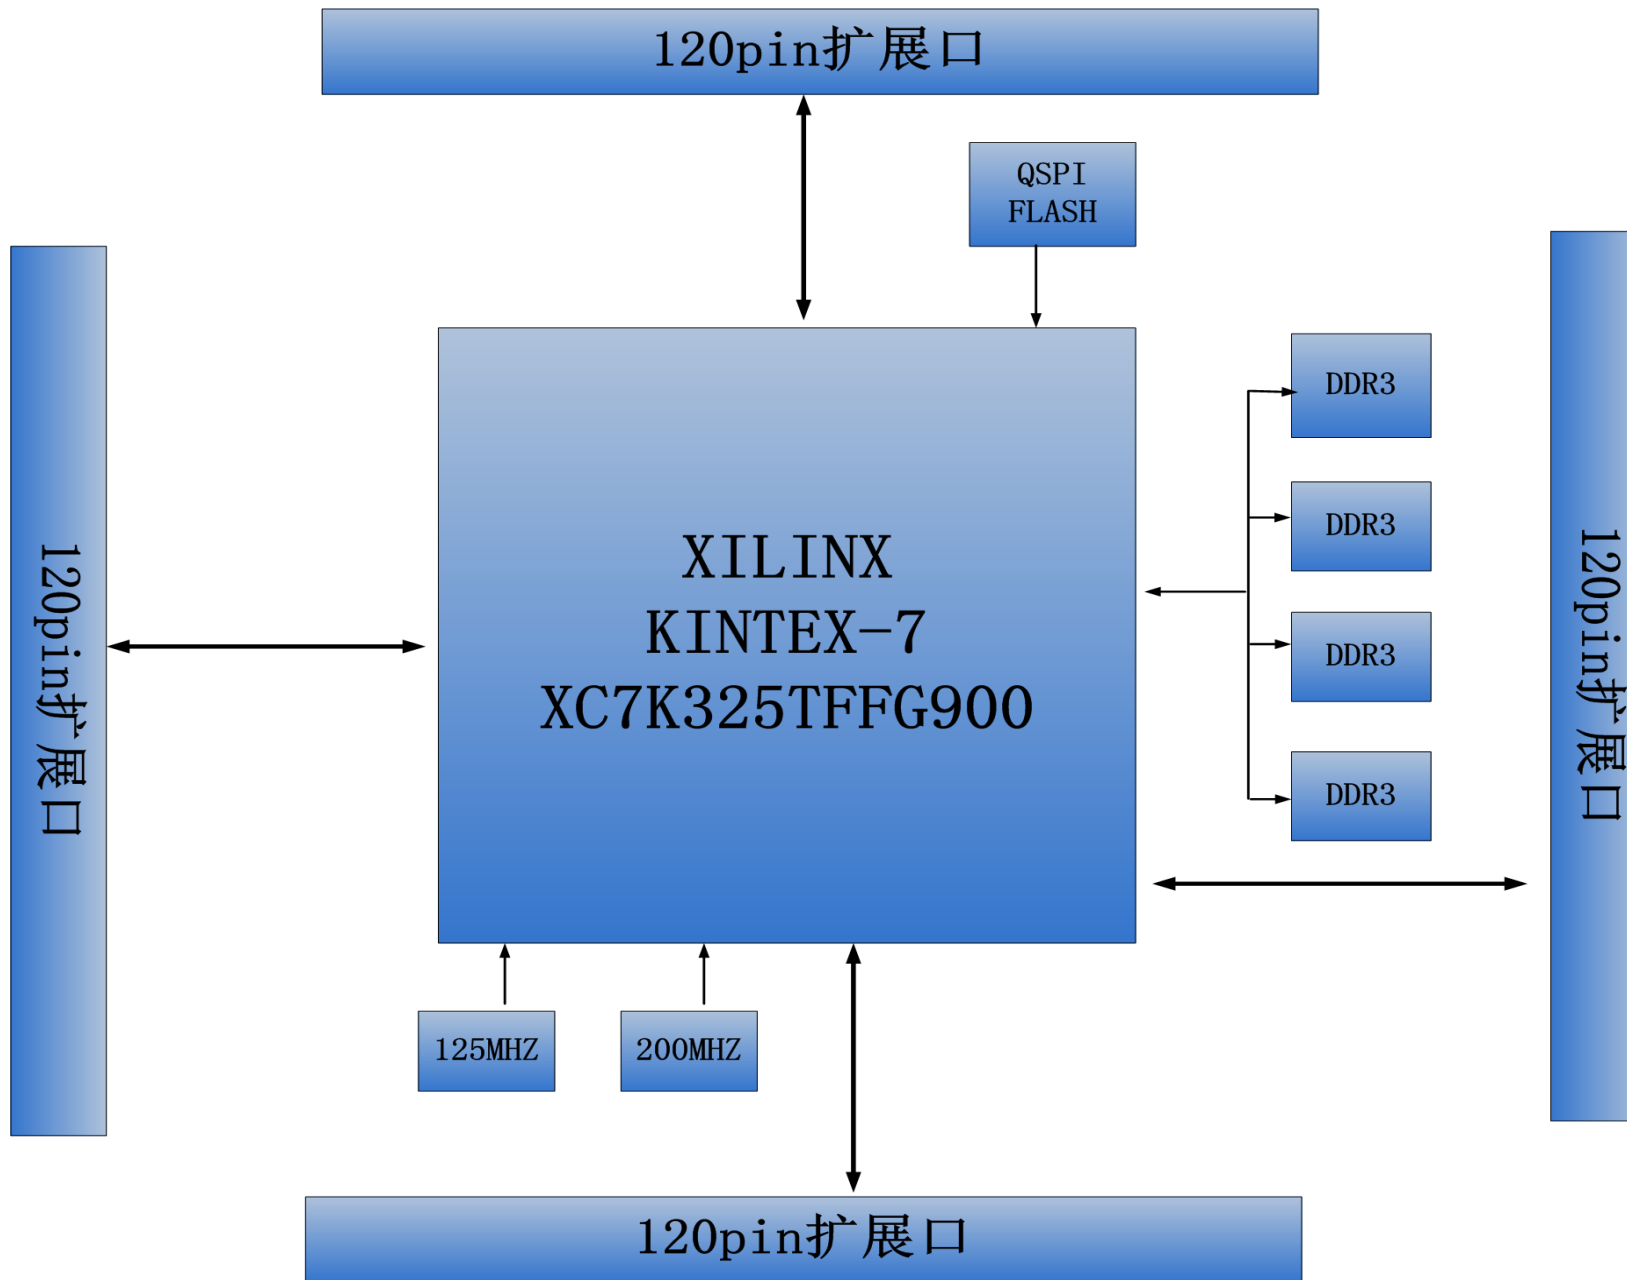 120pin扩展口
QSPI
FLASH
DDR3
DDR3
DDR3
DDR3
XILINX
KINTEX-7
XC7K325TFFG900
120pin扩展口
120pin扩展口
125MHZ
200MHZ
120pin扩展口